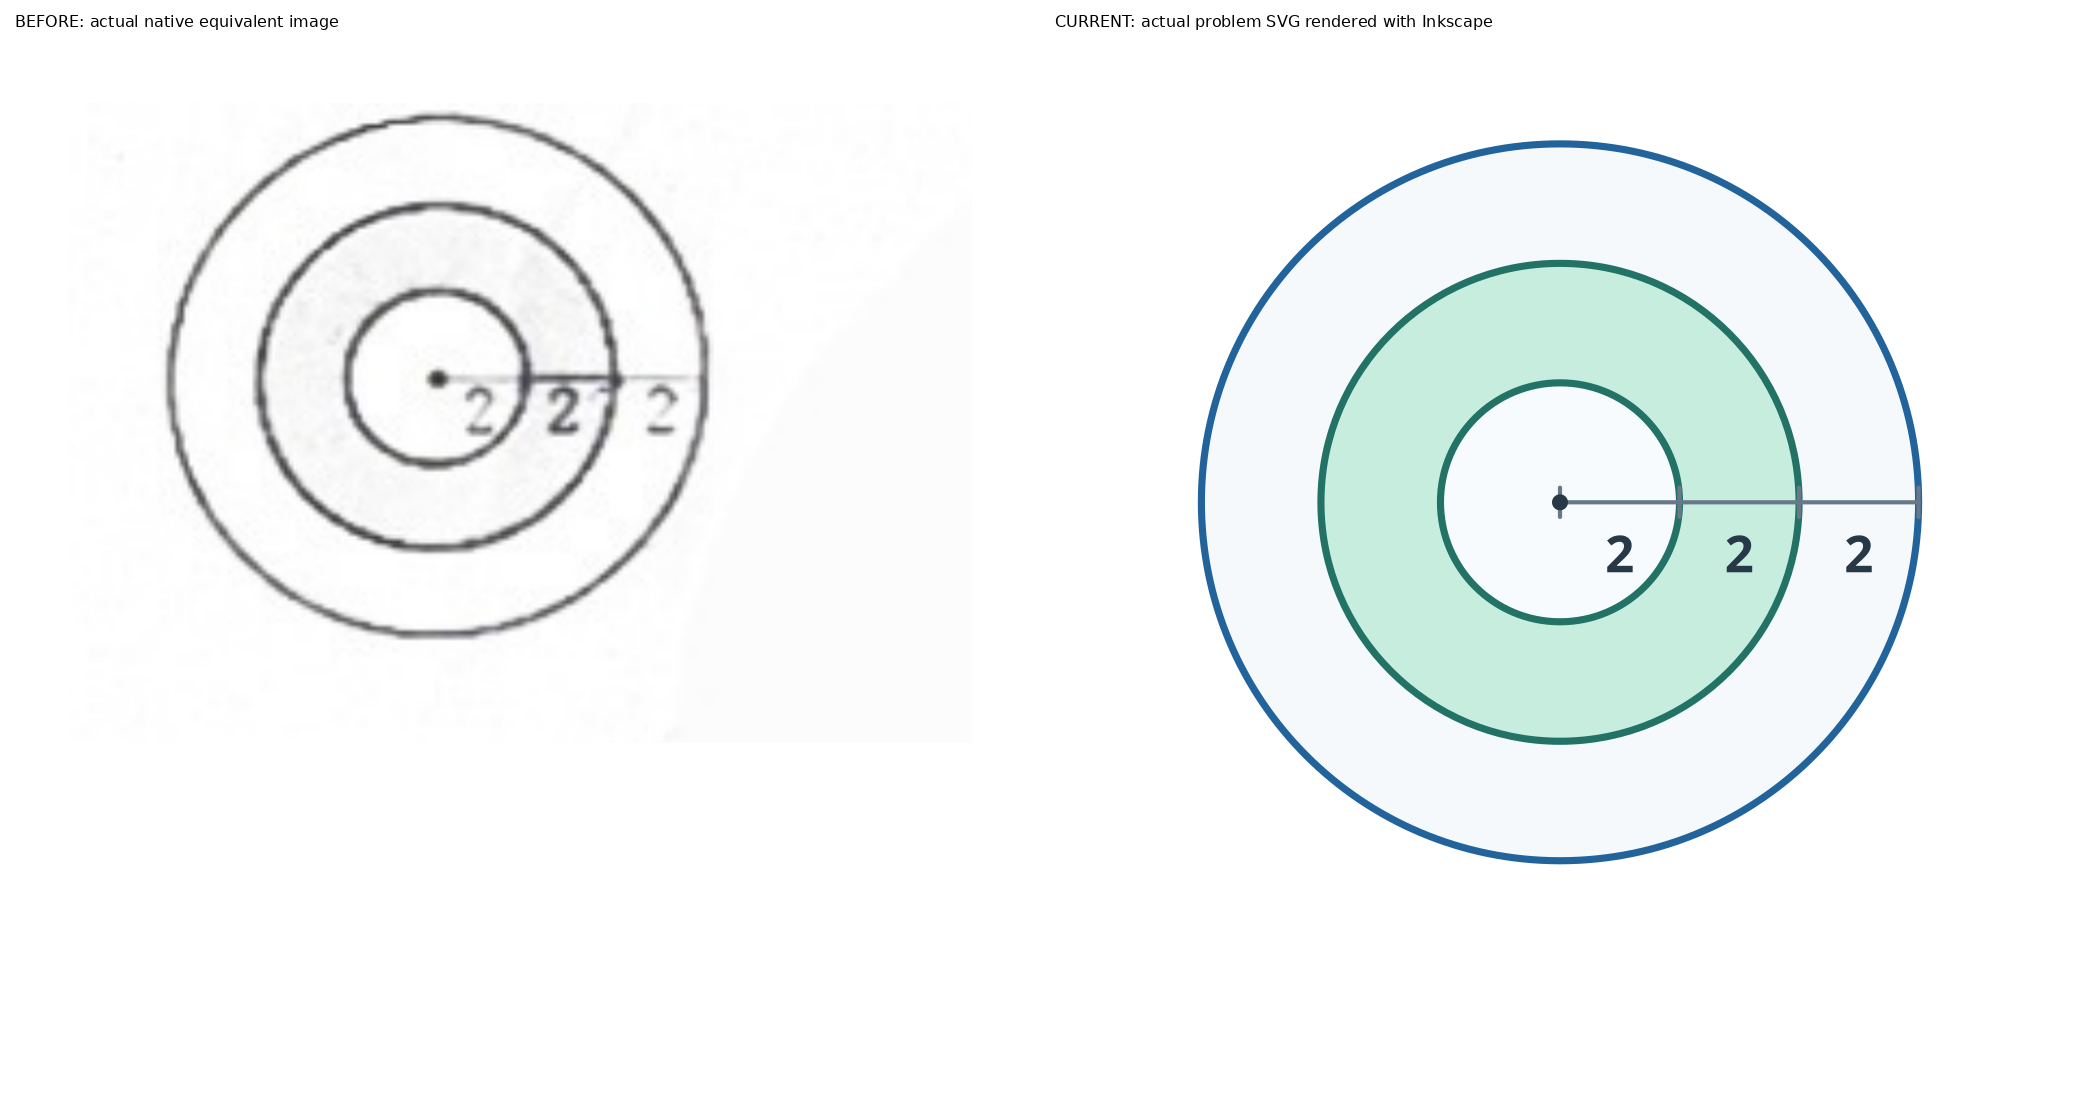 BEFORE: actual native equivalent image
CURRENT: actual problem SVG rendered with Inkscape
2 2 2
2 2 2